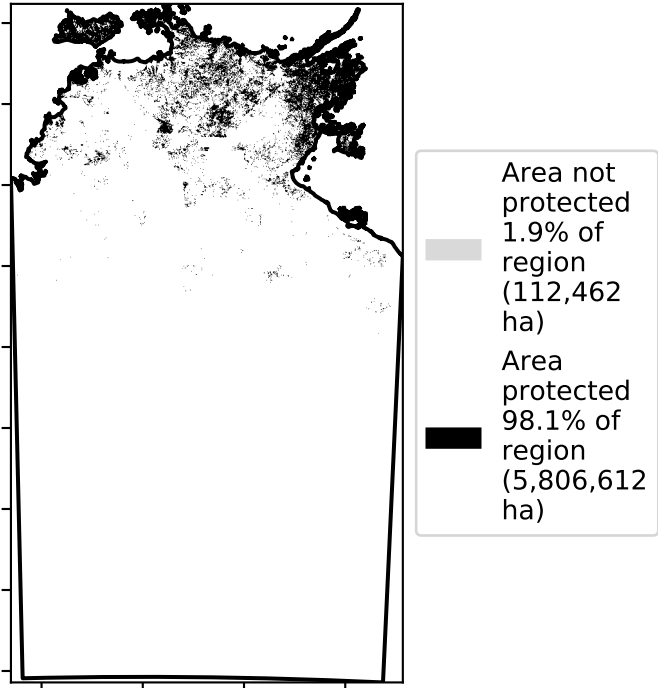 Area not
protected
1.9% of
region
(112,462
ha)
Area
protected
98.1% of
region
(5,806,612
ha)